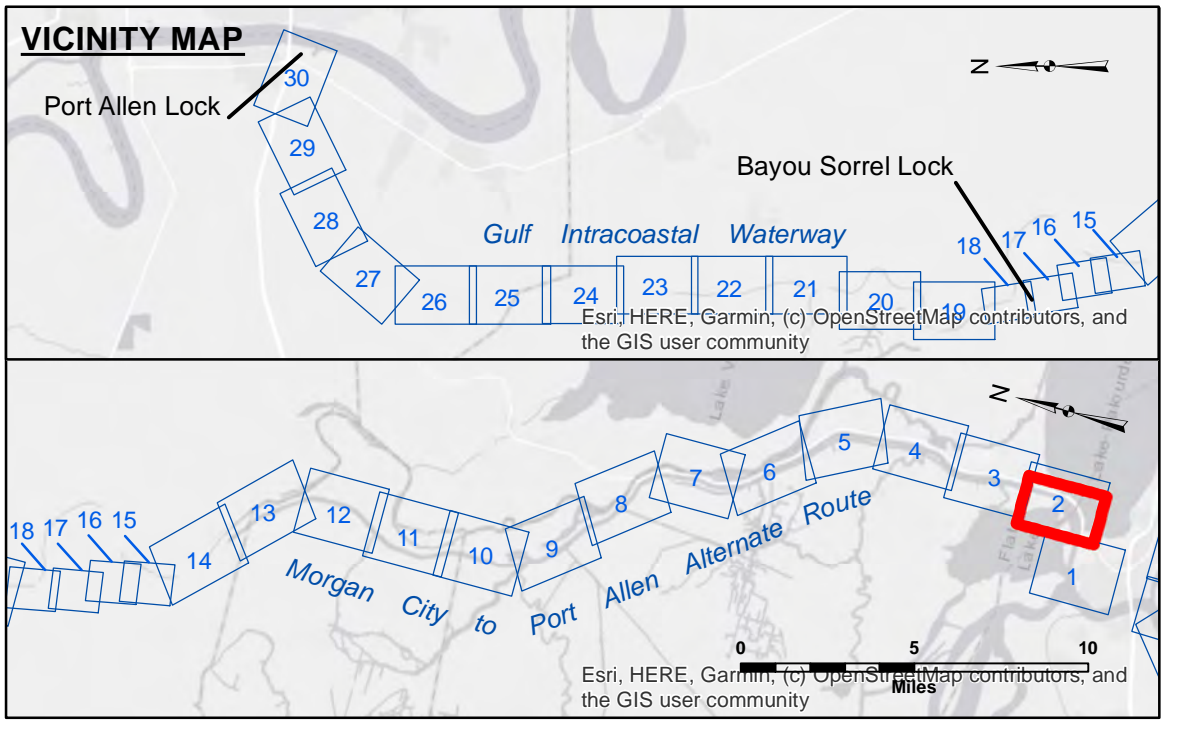 VICINITY MAP
Port Allen Lock
30
29
28
27
26
25
24
23
22
21
20
19
18
17
16
15
Gulf Intracoastal Waterway
Bayou Sorrel Lock
N
Esri, HERE, Garmin, (c) OpenStreetMap contributors, and
the GIS user community
18
17
16
15
14
13
12
11
10
9
8
7
6
5
4
3
2
1
Morgan City to Port Allen Alternate Route
N
0 5 10
Miles
Esri, HERE, Garmin, (c) OpenStreetMap contributors, and
the GIS user community